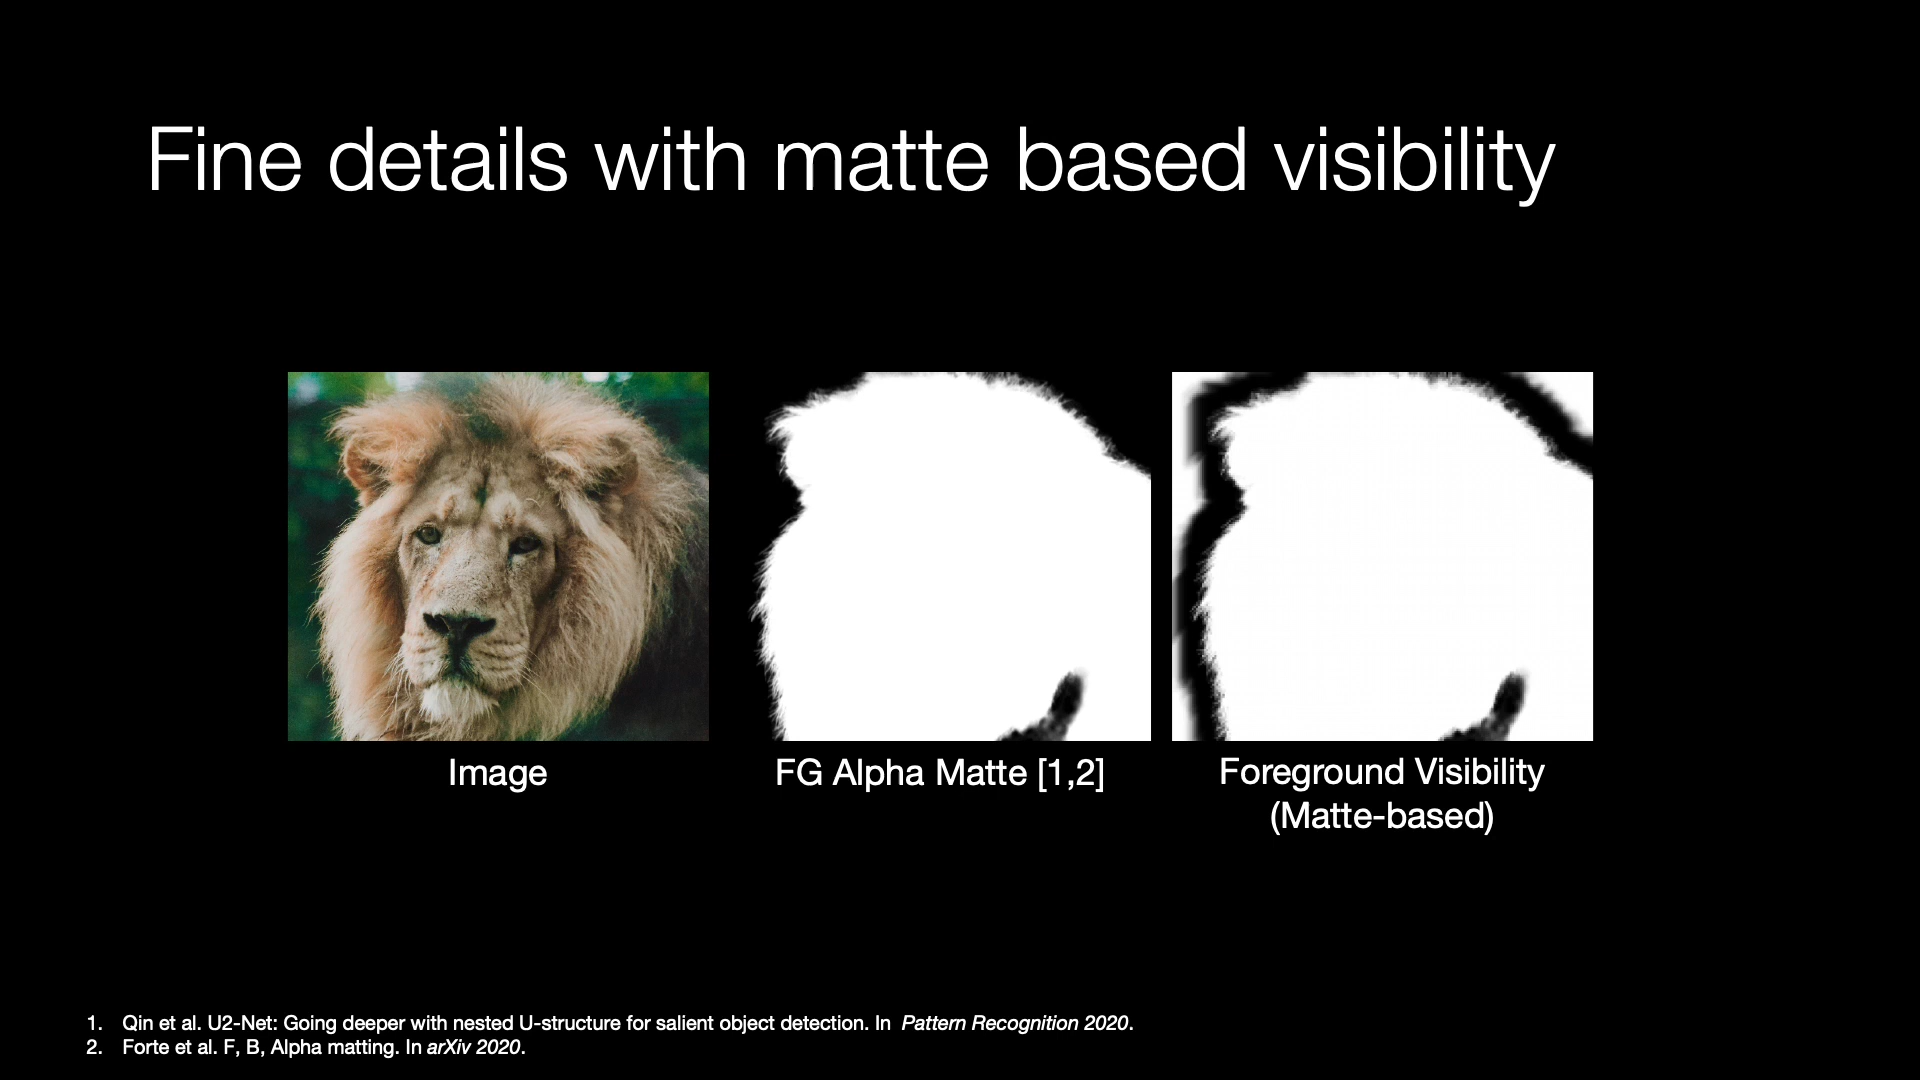 Fine details with matte based visibility
Image
FG Alpha Matte [1,2]
Foreground Visibility
(Matte-based)
1. Qin et al. U2-Net: Going deeper with nested U-structure for salient object detection. In Pattern Recognition 2020.
2. Forte et al. F, B, Alpha matting. In arXiv 2020.